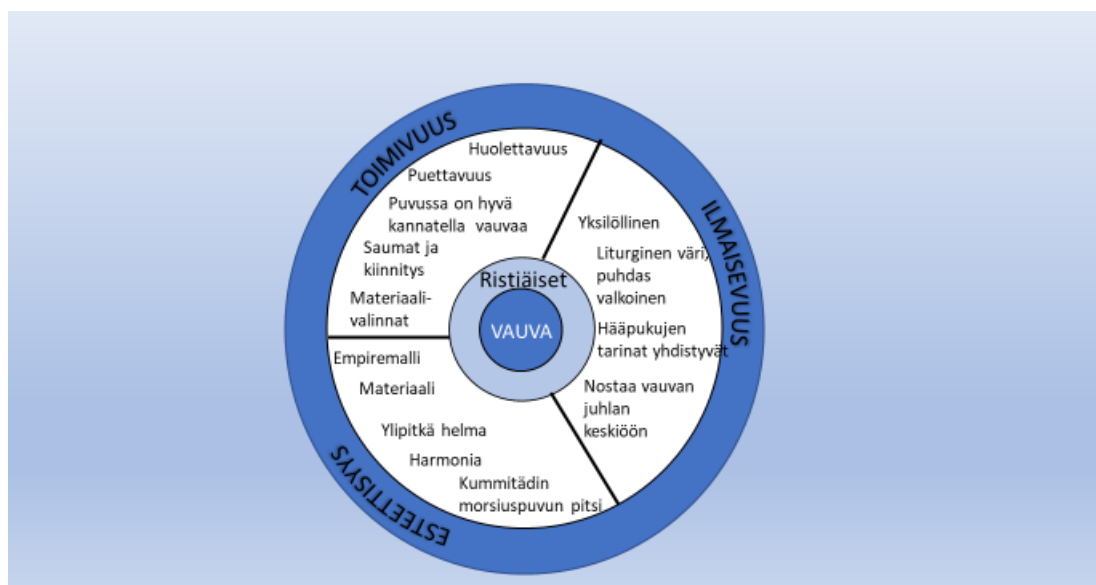 TOIMIVUUS
Huolettavuus
Puettavuus
Puvussa on hyvä
kannatella vauvaa
Saumat ja
kiinnitys
Materiaali-
valinnat
ILMAISEVUUS
Yksilöllinen
Liturginen väri,
puhdas
valkoinen
Hääpukujen
tarinat yhdistyvät
Nostaa vauvan
juhlan
keskiöön
Ristiäiset
VAUVA
ESTEETTISYYS
Empiremalli
Materiaali
Ylipitkä helma
Harmonia
Kummitädin
morsiuspuvun pitsi